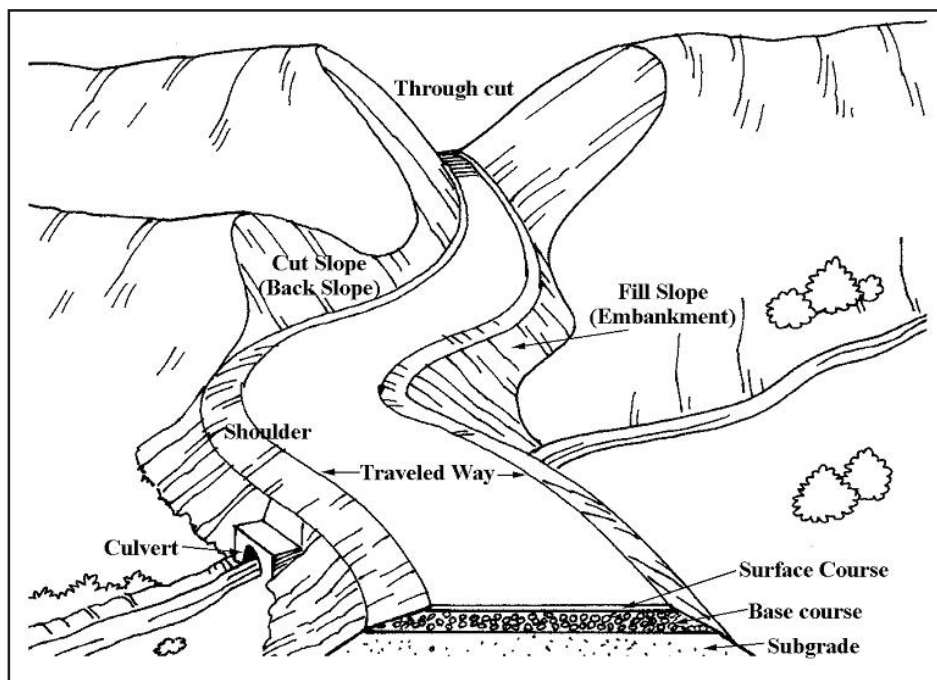 Through cut
Cut Slope
(Back Slope)
Fill Slope
(Embankment)
Shoulder
Traveled Way
Culvert
Surface Course
Base course
Subgrade